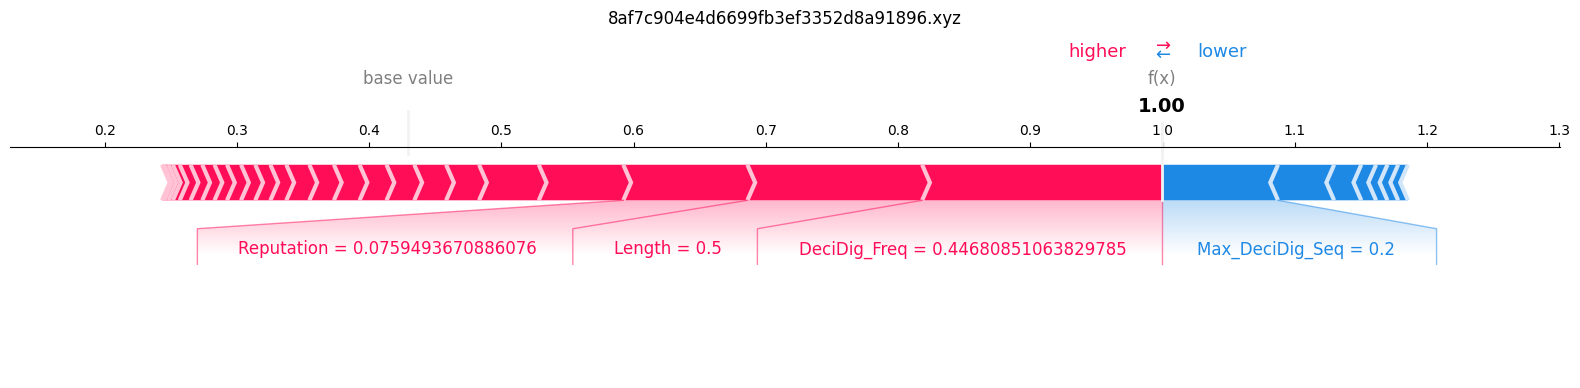 8af7c904e4d6699fb3ef3352d8a91896.xyz
higher ⇄ lower
base value f(x)
1.00
0.2 0.3 0.4 0.5 0.6 0.7 0.8 0.9 1.0 1.1 1.2 1.3
Reputation = 0.0759493670886076 Length = 0.5 DeciDig_Freq = 0.44680851063829785 Max_DeciDig_Seq = 0.2